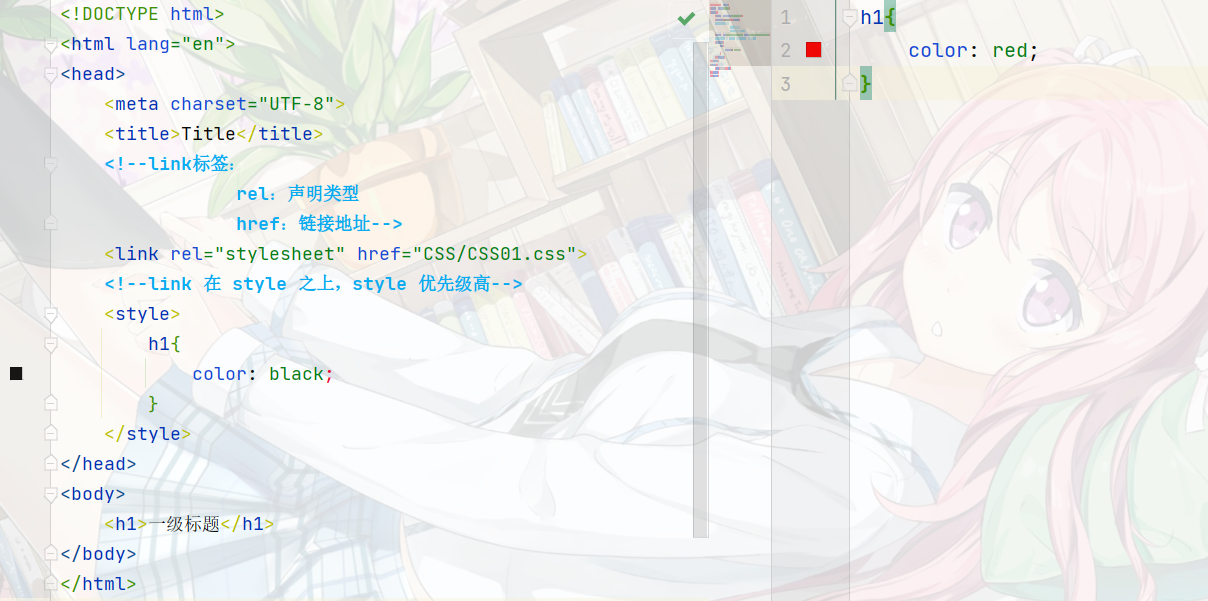 <!DOCTYPE html>
<html lang="en">
<head>
<meta charset="UTF-8">
<title>Title</title>
<!--link标签:
rel: 声明类型
href: 链接地址-->
<link rel="stylesheet" href="CSS/CSS01.css">
<!--link 在 style 之上, style 优先级高-->
<style>
h1{
color: black;
}
</style>
</head>
<body>
<h1>一级标题</h1>
</body>
</html>
1 h1{
2 color: red;
3 }